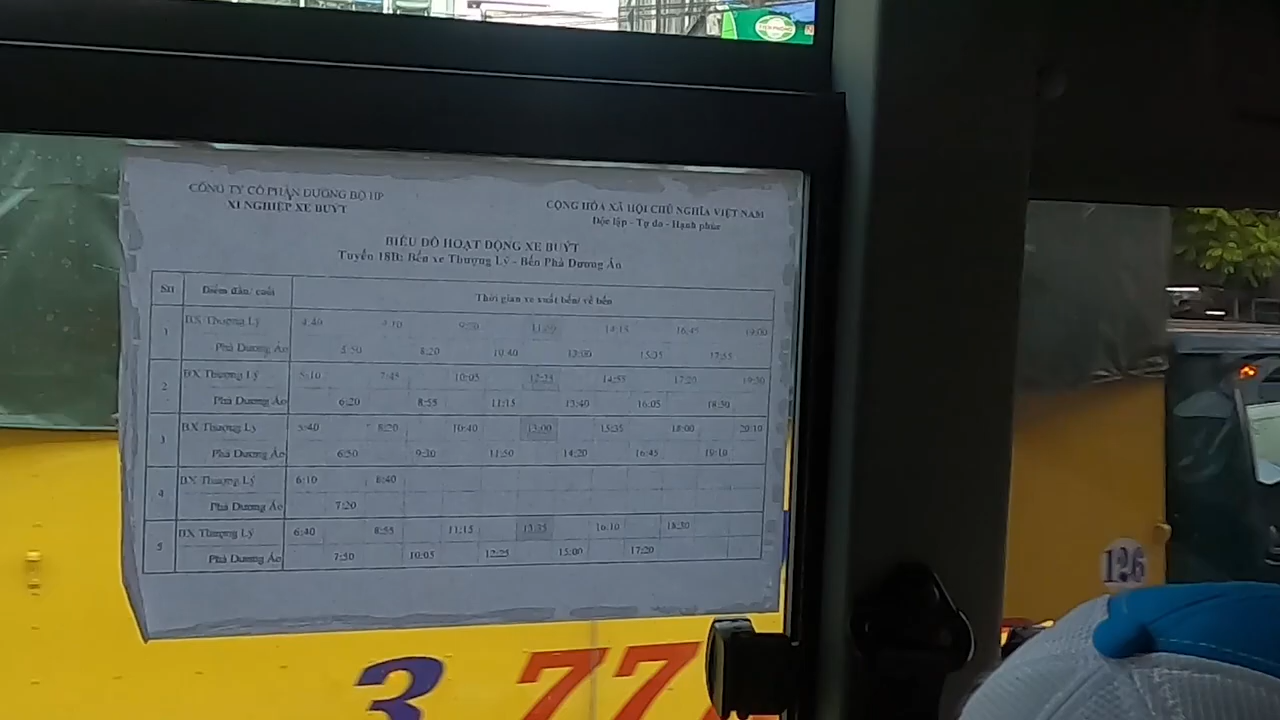 CÔNG TY CỔ PHẦN ĐƯỜNG BỘ HP
XÍ NGHIỆP XE BUÝT
CỘNG HÒA XÃ HỘI CHỦ NGHĨA VIỆT NAM
Độc lập - Tự do - Hạnh phúc
BIỂU ĐỒ HOẠT ĐỘNG XE BUÝT
Tuyến 18B: Bến xe Thượng Lý - Bến Phà Dương Áo
Điểm đầu/ cuối Thời gian xe xuất bến/ về bến
1 BX Thượng Lý 4:40 9:30 14:15 16:45 19:00
Phà Dương Áo 5:50 8:20 10:40 13:00 15:35 17:55
2 BX Thượng Lý 5:10 7:45 10:05 12:25 14:55 17:20 19:30
Phà Dương Áo 6:20 8:55 11:15 13:40 16:05 18:30
3 BX Thượng Lý 5:40 8:20 10:40 13:00 15:35 18:00 20:10
Phà Dương Áo 6:50 9:30 11:50 14:20 16:45 19:10
4 BX Thượng Lý 6:10 8:40
Phà Dương Áo 7:20
5 BX Thượng Lý 6:40 8:55 11:15 13:35 16:10 18:30
Phà Dương Áo 7:50 10:05 12:25 15:00 17:20
126
3 77